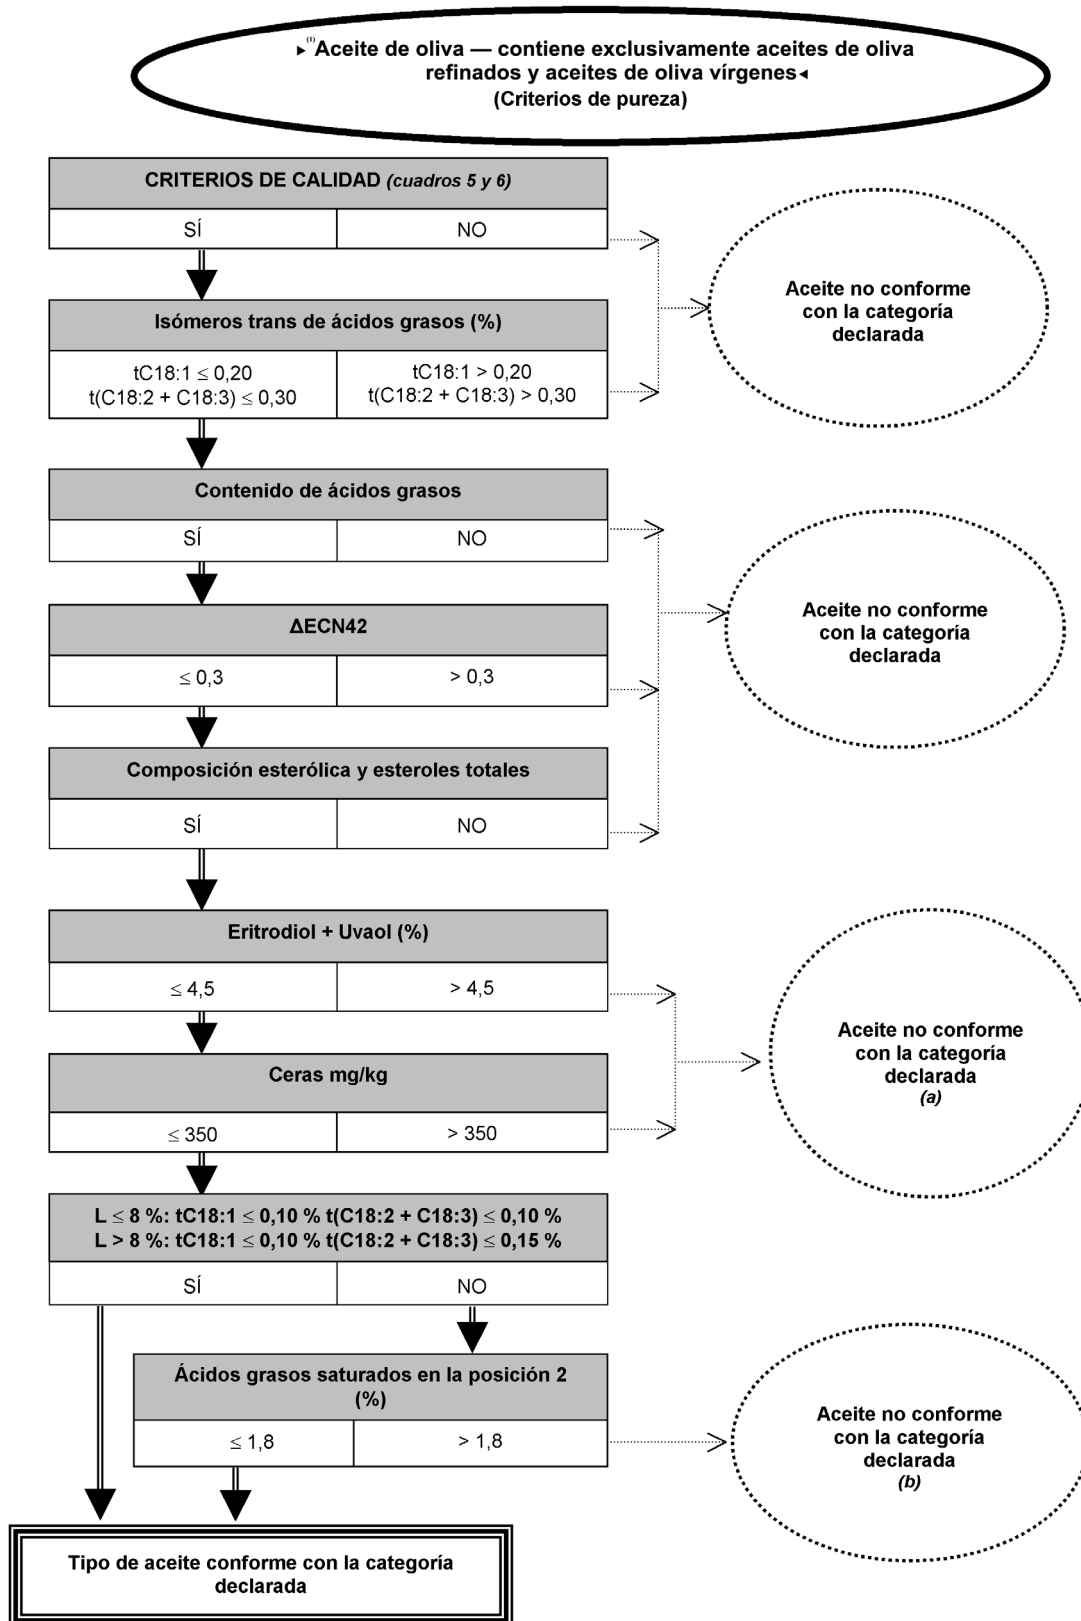 ►⁽¹⁾Aceite de oliva — contiene exclusivamente aceites de oliva
refinados y aceites de oliva vírgenes◄
(Criterios de pureza)
CRITERIOS DE CALIDAD (cuadros 5 y 6)
SÍ NO
Aceite no conforme
con la categoría
declarada
Isómeros trans de ácidos grasos (%)
tC18:1 ≤ 0,20 tC18:1 > 0,20
t(C18:2 + C18:3) ≤ 0,30 t(C18:2 + C18:3) > 0,30
Contenido de ácidos grasos
SÍ NO
Aceite no conforme
con la categoría
declarada
ΔECN42
≤ 0,3 > 0,3
Composición esterólica y esteroles totales
SÍ NO
Eritrodiol + Uvaol (%)
≤ 4,5 > 4,5
Aceite no conforme
con la categoría
declarada
(a)
Ceras mg/kg
≤ 350 > 350
L ≤ 8 %: tC18:1 ≤ 0,10 % t(C18:2 + C18:3) ≤ 0,10 %
L > 8 %: tC18:1 ≤ 0,10 % t(C18:2 + C18:3) ≤ 0,15 %
SÍ NO
Ácidos grasos saturados en la posición 2
(%)
≤ 1,8 > 1,8
Aceite no conforme
con la categoría
declarada
(b)
Tipo de aceite conforme con la categoría
declarada